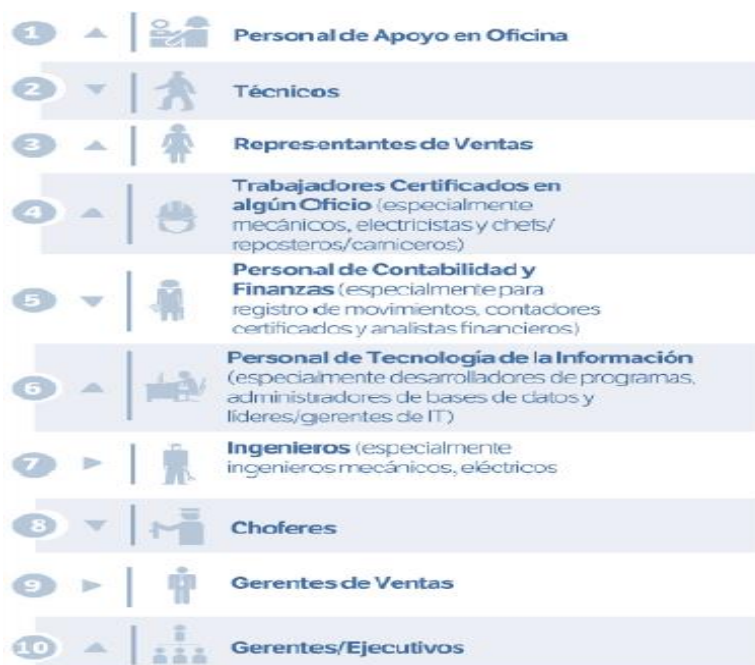 1 Personal de Apoyo en Oficina
2 Técnicos
3 Representantes de Ventas
4 Trabajadores Certificados en
algún Oficio (especialmente
mecánicos, electricistas y chefs/
reposteros/carniceros)
5 Personal de Contabilidad y
Finanzas (especialmente para
registro de movimientos, contadores
certificados y analistas financieros)
6 Personal de Tecnología de la Información
(especialmente desarrolladores de programas,
administradores de bases de datos y
líderes/gerentes de IT)
7 Ingenieros (especialmente
ingenieros mecánicos, eléctricos
8 Choferes
9 Gerentes de Ventas
10 Gerentes/Ejecutivos